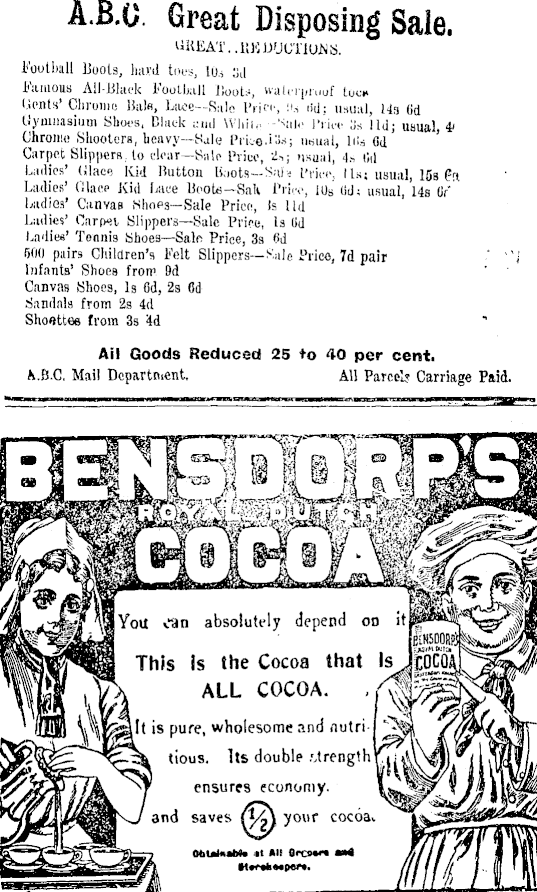 A.B.C. Great Disposing Sale.
GREAT..REDUCTIONS.
Football Boots, hard toes, 10s 3d
Famous All-Black Football Boots, waterproof toes
Gents' Chrome Bals, Lace—Sale Price, 9s 6d; usual, 14s 6d
Gymnasium Shoes, Black and White—Sale Price 3s 11d; usual,
Chrome Shooters, heavy—Sale Price, 13s; usual, 16s 6d
Carpet Slippers, to clear—Sale Price, 2s; usual, 4s 6d
Ladies' Glace Kid Button Boots—Sale Price, 11s; usual, 15s 6d
Ladies' Glace Kid Lace Boots—Sale Price, 10s 6d; usual, 14s 6d
Ladies' Canvas Shoes—Sale Price, 11d
Ladies' Carpet Slippers—Sale Price, 1s 6d
Ladies' Tennis Shoes—Sale Price, 3s 6d
500 pairs Children's Felt Slippers—Sale Price, 7d pair
Infants' Shoes from 9d
Canvas Shoes, 1s 6d, 2s 6d
Sandals from 2s 4d
Shoettes from 3s 4d
All Goods Reduced 25 to 40 per cent.
A.B.C. Mail Department. All Parcels Carriage Paid.
BENSDORP'S
ROYAL DUTCH
COCOA
You can absolutely depend on it
This is the Cocoa that is
ALL COCOA.
It is pure, wholesome and nutri-
tious. Its double strength
ensures economy.
and saves 1/2 your cocoa.
Obtainable at All Grocers and
Storekeepers.
BENSDORP'S
ROYAL DUTCH
COCOA